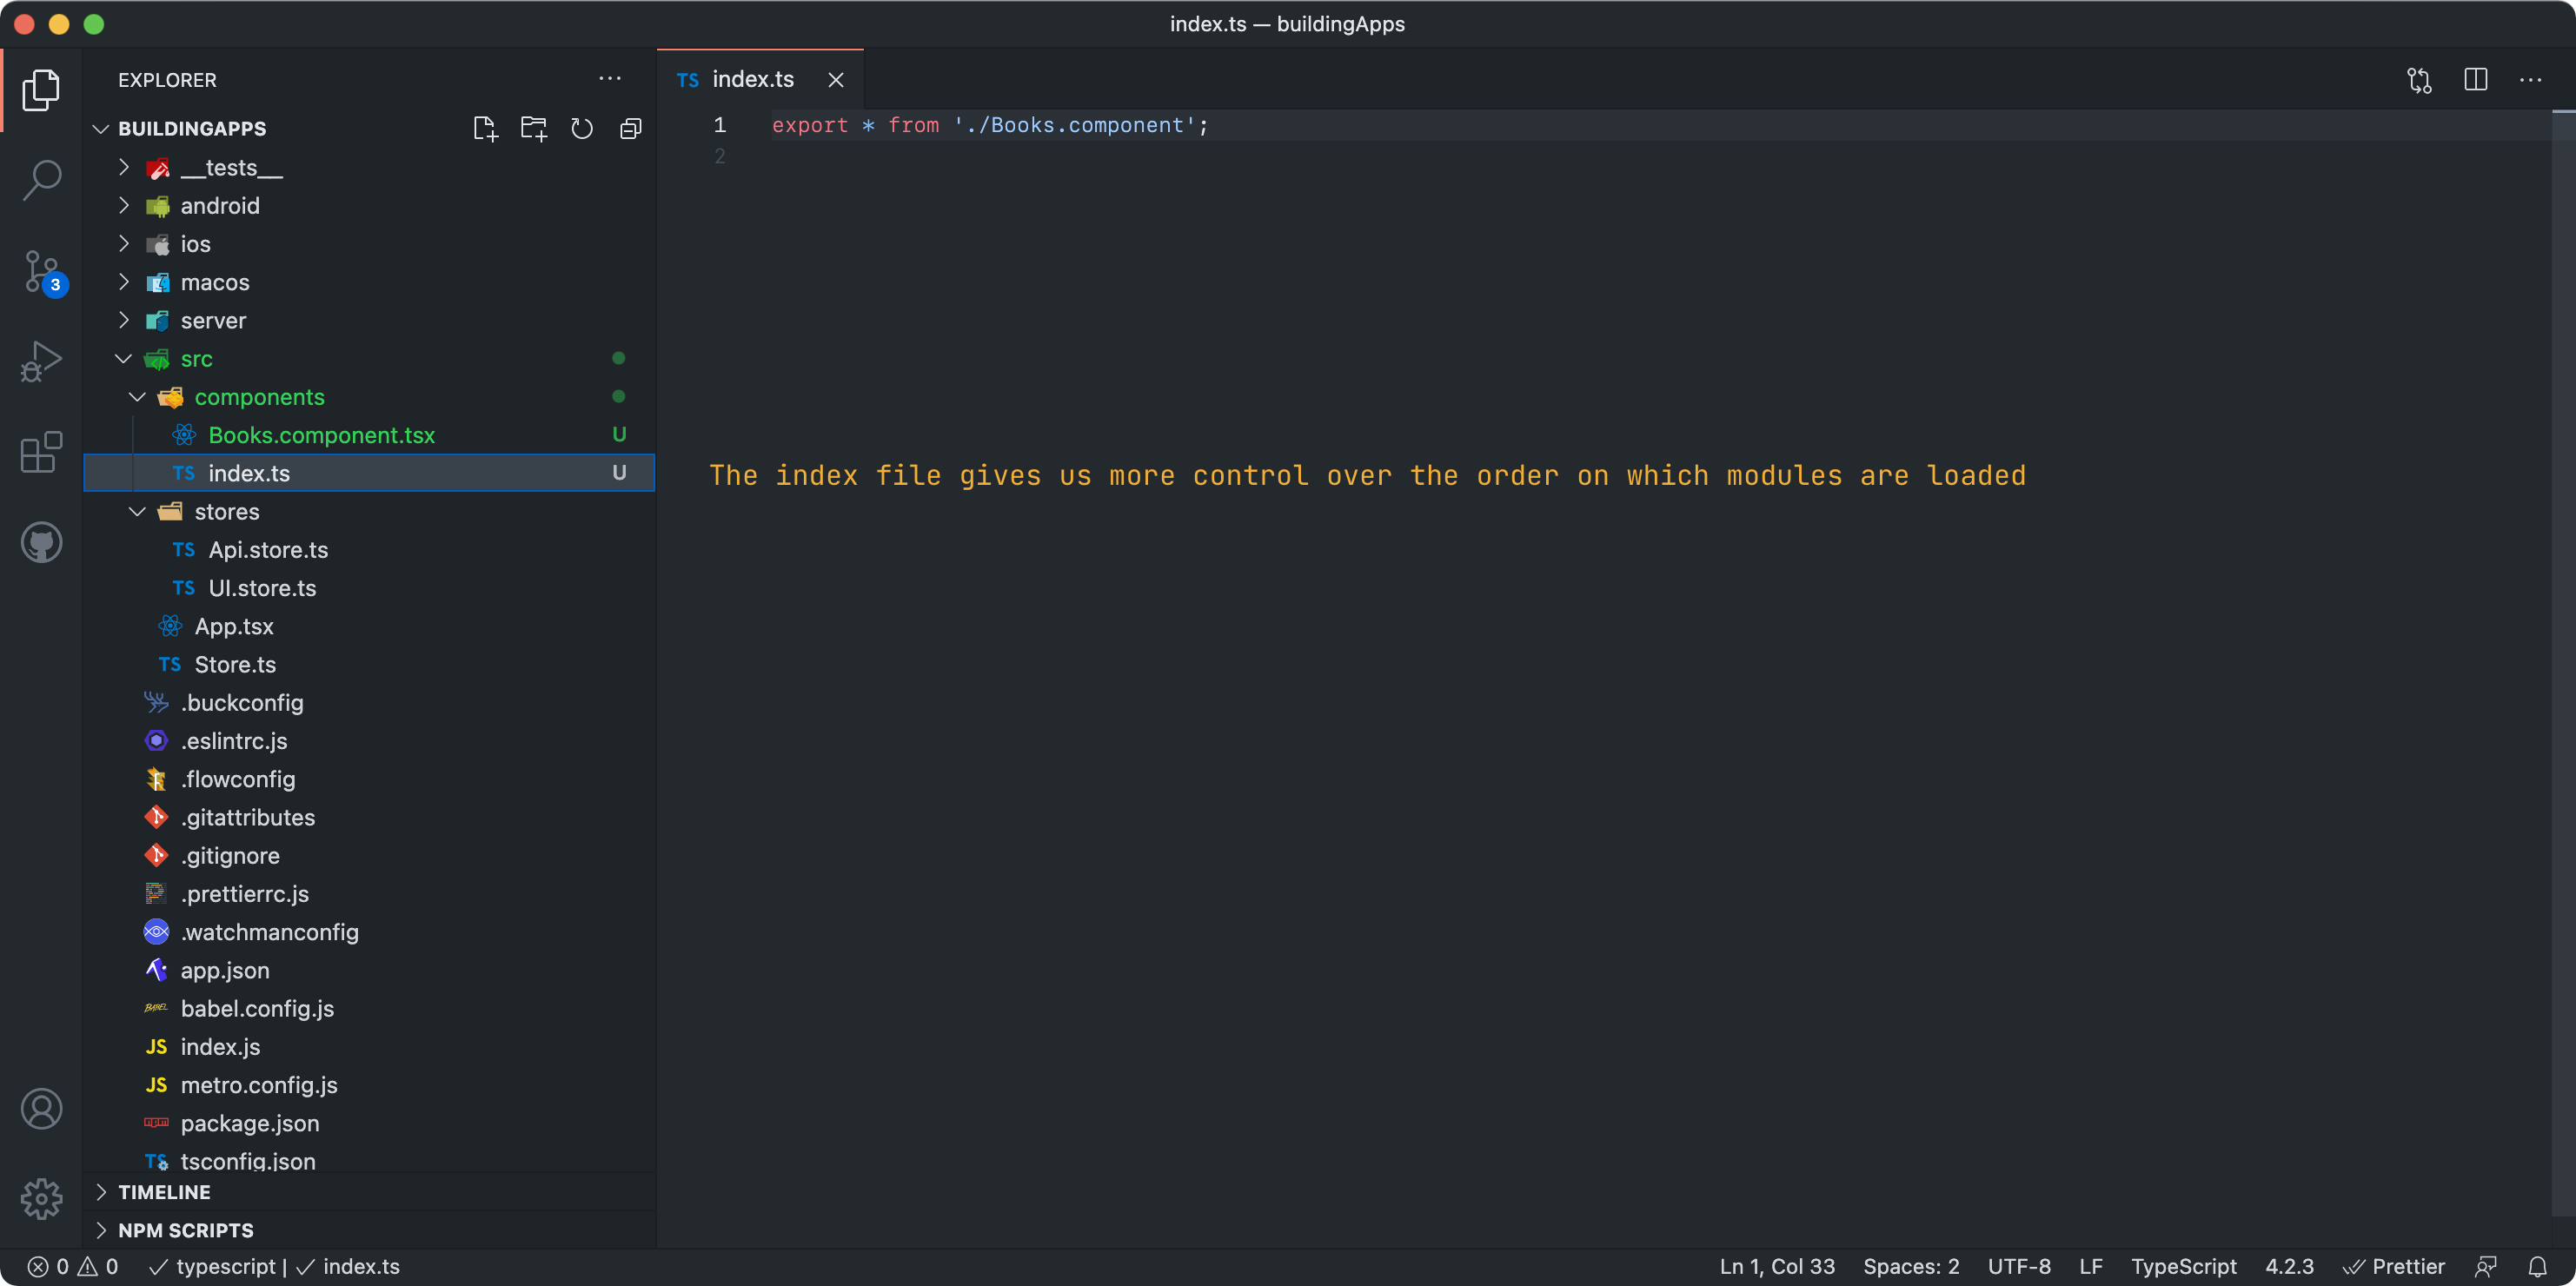 index.ts — buildingApps
EXPLORER
BUILDINGAPPS
__tests__
android
ios
macos
server
src
components
Books.component.tsx U
TS index.ts U
stores
TS Api.store.ts
TS UI.store.ts
App.tsx
TS Store.ts
.buckconfig
.eslintrc.js
.flowconfig
.gitattributes
.gitignore
.prettierrc.js
.watchmanconfig
app.json
BABEL babel.config.js
JS index.js
JS metro.config.js
npm package.json
TS tsconfig.json
TIMELINE
NPM SCRIPTS
3
TS index.ts
1 export * from './Books.component';
2
The index file gives us more control over the order on which modules are loaded
0 0 typescript | index.ts
Ln 1, Col 33 Spaces: 2 UTF-8 LF TypeScript 4.2.3 Prettier